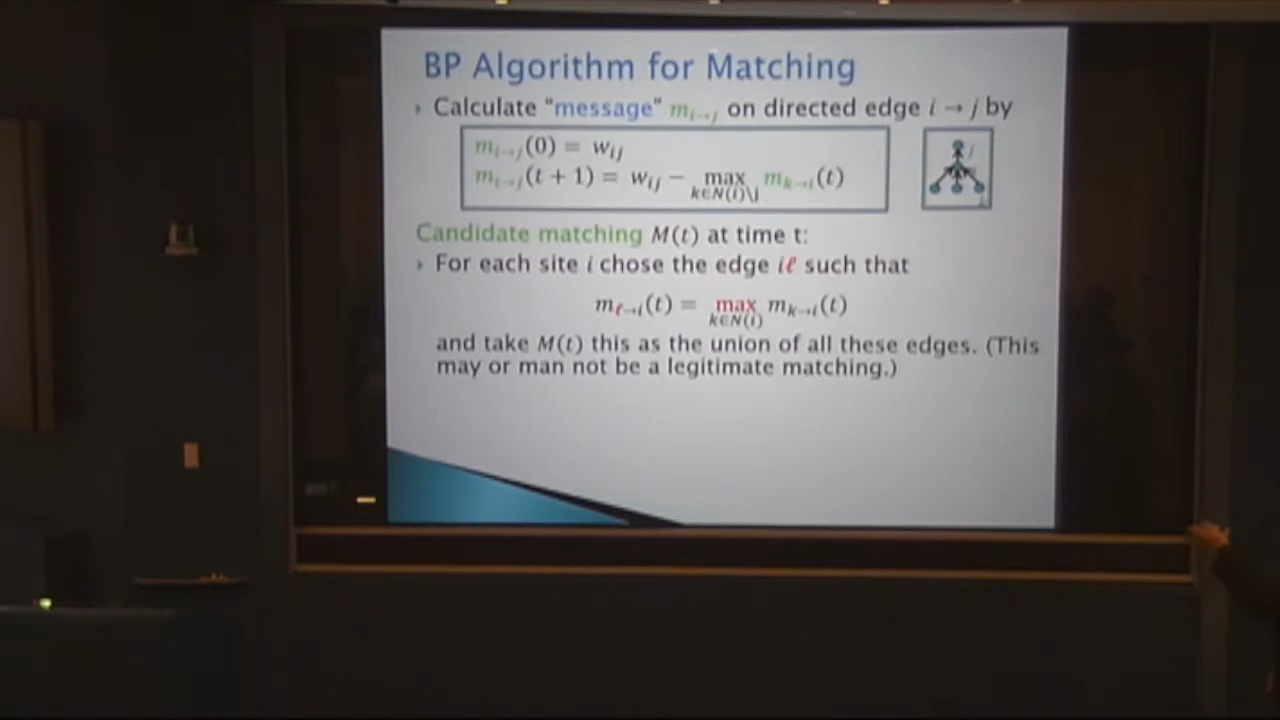 BP Algorithm for Matching
Calculate "message" m_{i→j} on directed edge i → j by
m_{i→j}(0) = w_{ij}
m_{i→j}(t + 1) = w_{ij} − max_{k∈N(i)\j} m_{k→i}(t)
j
Candidate matching M(t) at time t:
For each site i chose the edge iℓ such that
m_{ℓ→i}(t) = max_{k∈N(i)} m_{k→i}(t)
and take M(t) this as the union of all these edges. (This
may or man not be a legitimate matching.)